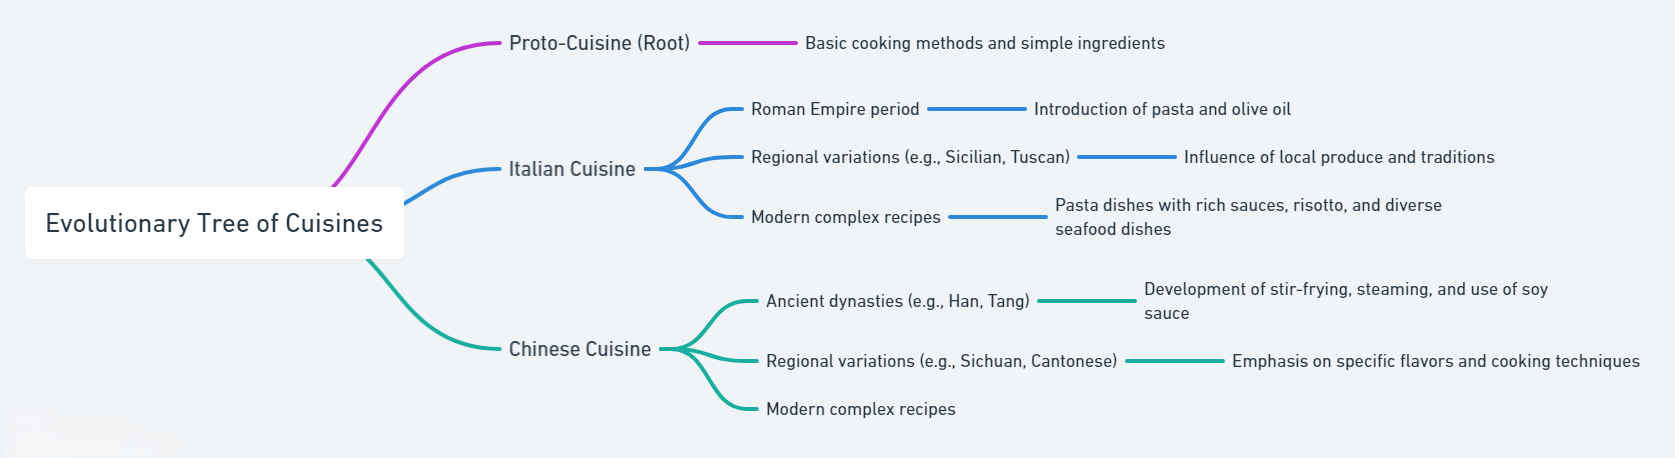 Evolutionary Tree of Cuisines
Proto-Cuisine (Root)
Basic cooking methods and simple ingredients
Italian Cuisine
Roman Empire period
Introduction of pasta and olive oil
Regional variations (e.g., Sicilian, Tuscan)
Influence of local produce and traditions
Modern complex recipes
Pasta dishes with rich sauces, risotto, and diverse
seafood dishes
Chinese Cuisine
Ancient dynasties (e.g., Han, Tang)
Development of stir-frying, steaming, and use of soy
sauce
Regional variations (e.g., Sichuan, Cantonese)
Emphasis on specific flavors and cooking techniques
Modern complex recipes